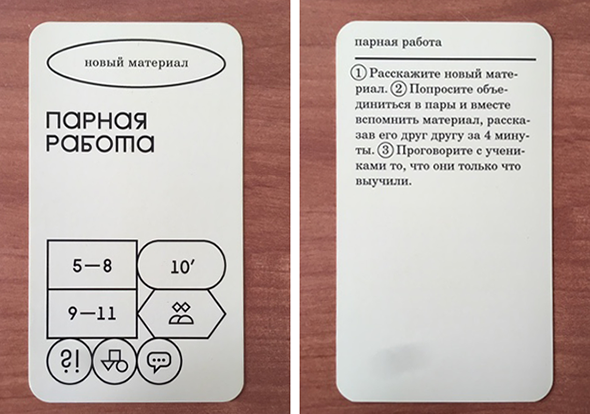 новый материал
ПАРНАЯ
РАБОТА
5—8
10′
9—11
?!
парная работа
① Расскажите новый мате-
риал. ② Попросите объе-
диниться в пары и вместе
вспомнить материал, расска-
зав его друг другу за 4 мину-
ты. ③ Проговорите с учени-
ками то, что они только что
выучили.